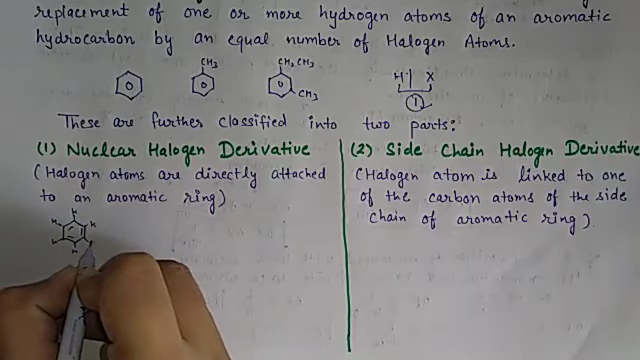 replacement of one or more hydrogen atoms of an aromatic
hydrocarbon by an equal number of Halogen Atoms.
CH3 CH2 CH3
CH3
H X
1
These are further classified into two parts:
(1) Nuclear Halogen Derivative
(Halogen atoms are directly attached
to an aromatic ring)
H
H H
H
H
(2) Side Chain Halogen Derivative
(Halogen atom is linked to one
of the carbon atoms of the side
chain of aromatic ring)